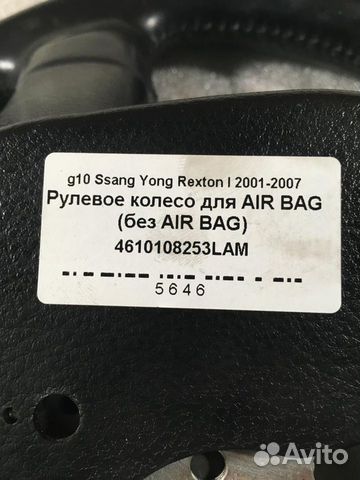 g10 Ssang Yong Rexton I 2001-2007
Рулевое колесо для AIR BAG
(без AIR BAG)
4610108253LAM
5646
Avito